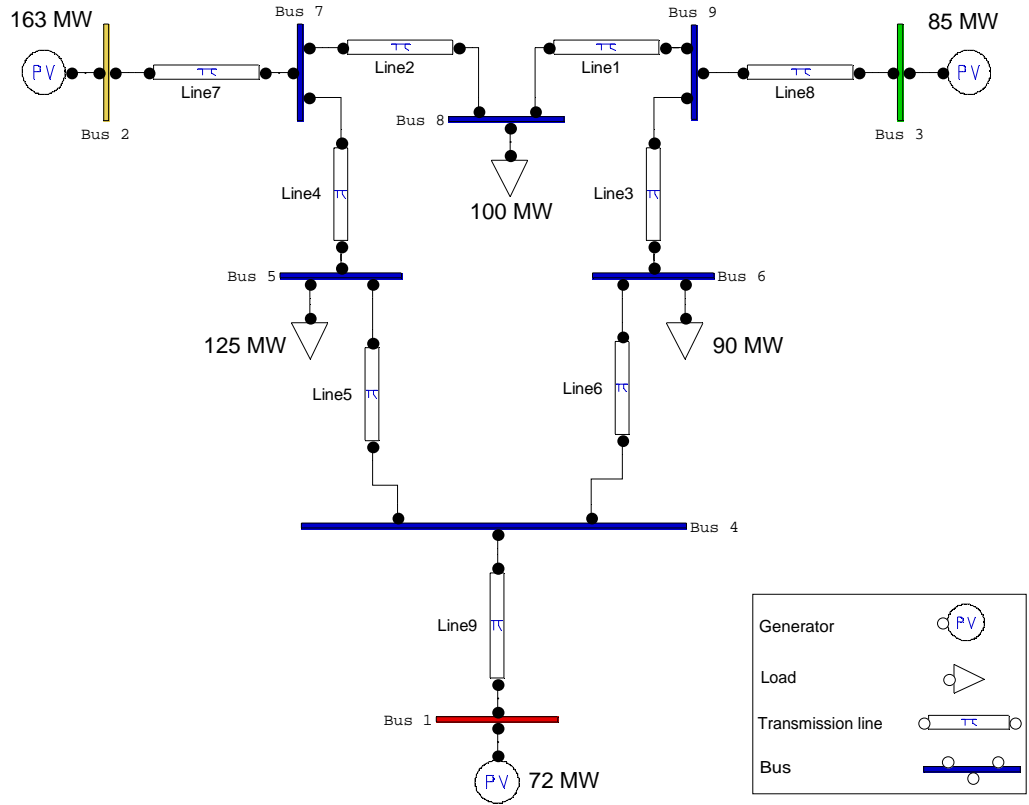 163 MW
Bus 7
Bus 9
85 MW
PV
π
π
π
π
PV
Line2
Line1
Line7
Line8
Bus 2
Bus 8
Bus 3
Line4
π
100 MW
Line3
π
Bus 5
Bus 6
125 MW
90 MW
Line5
π
Line6
π
Bus 4
Line9
π
Generator
PV
Load
Bus 1
Transmission line
π
Bus
PV
72 MW